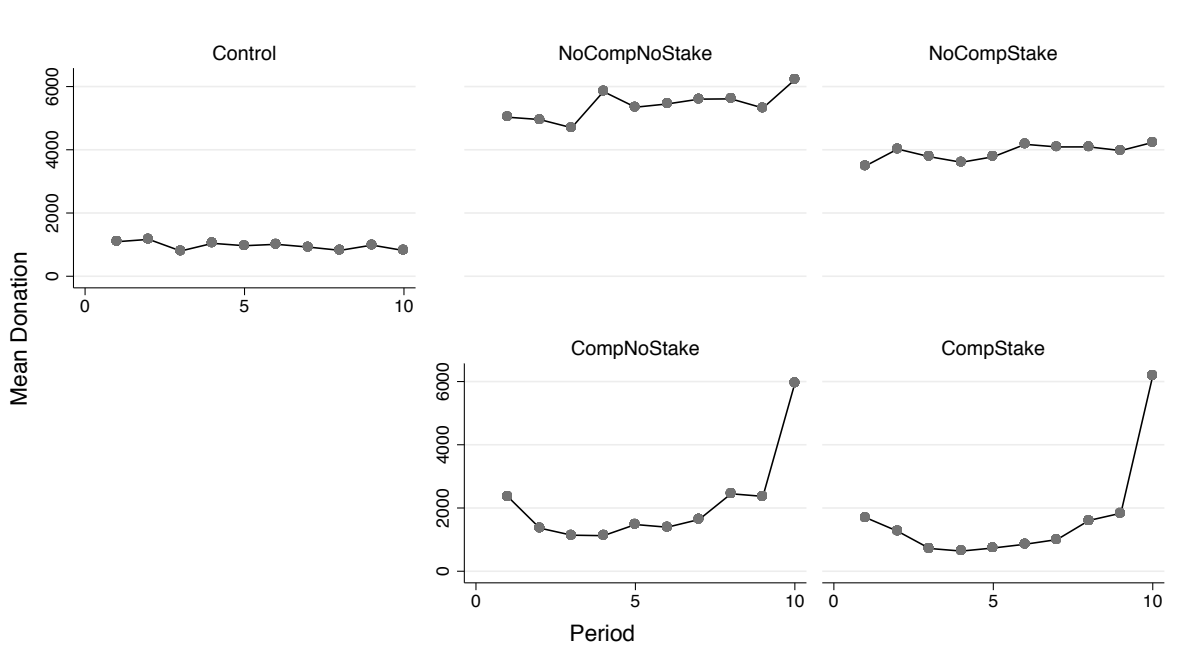 Control
NoCompNoStake
NoCompStake
6000
4000
2000
0
0 5 10
Mean Donation
CompNoStake
CompStake
6000
4000
2000
0
0 5 10
0 5 10
Period